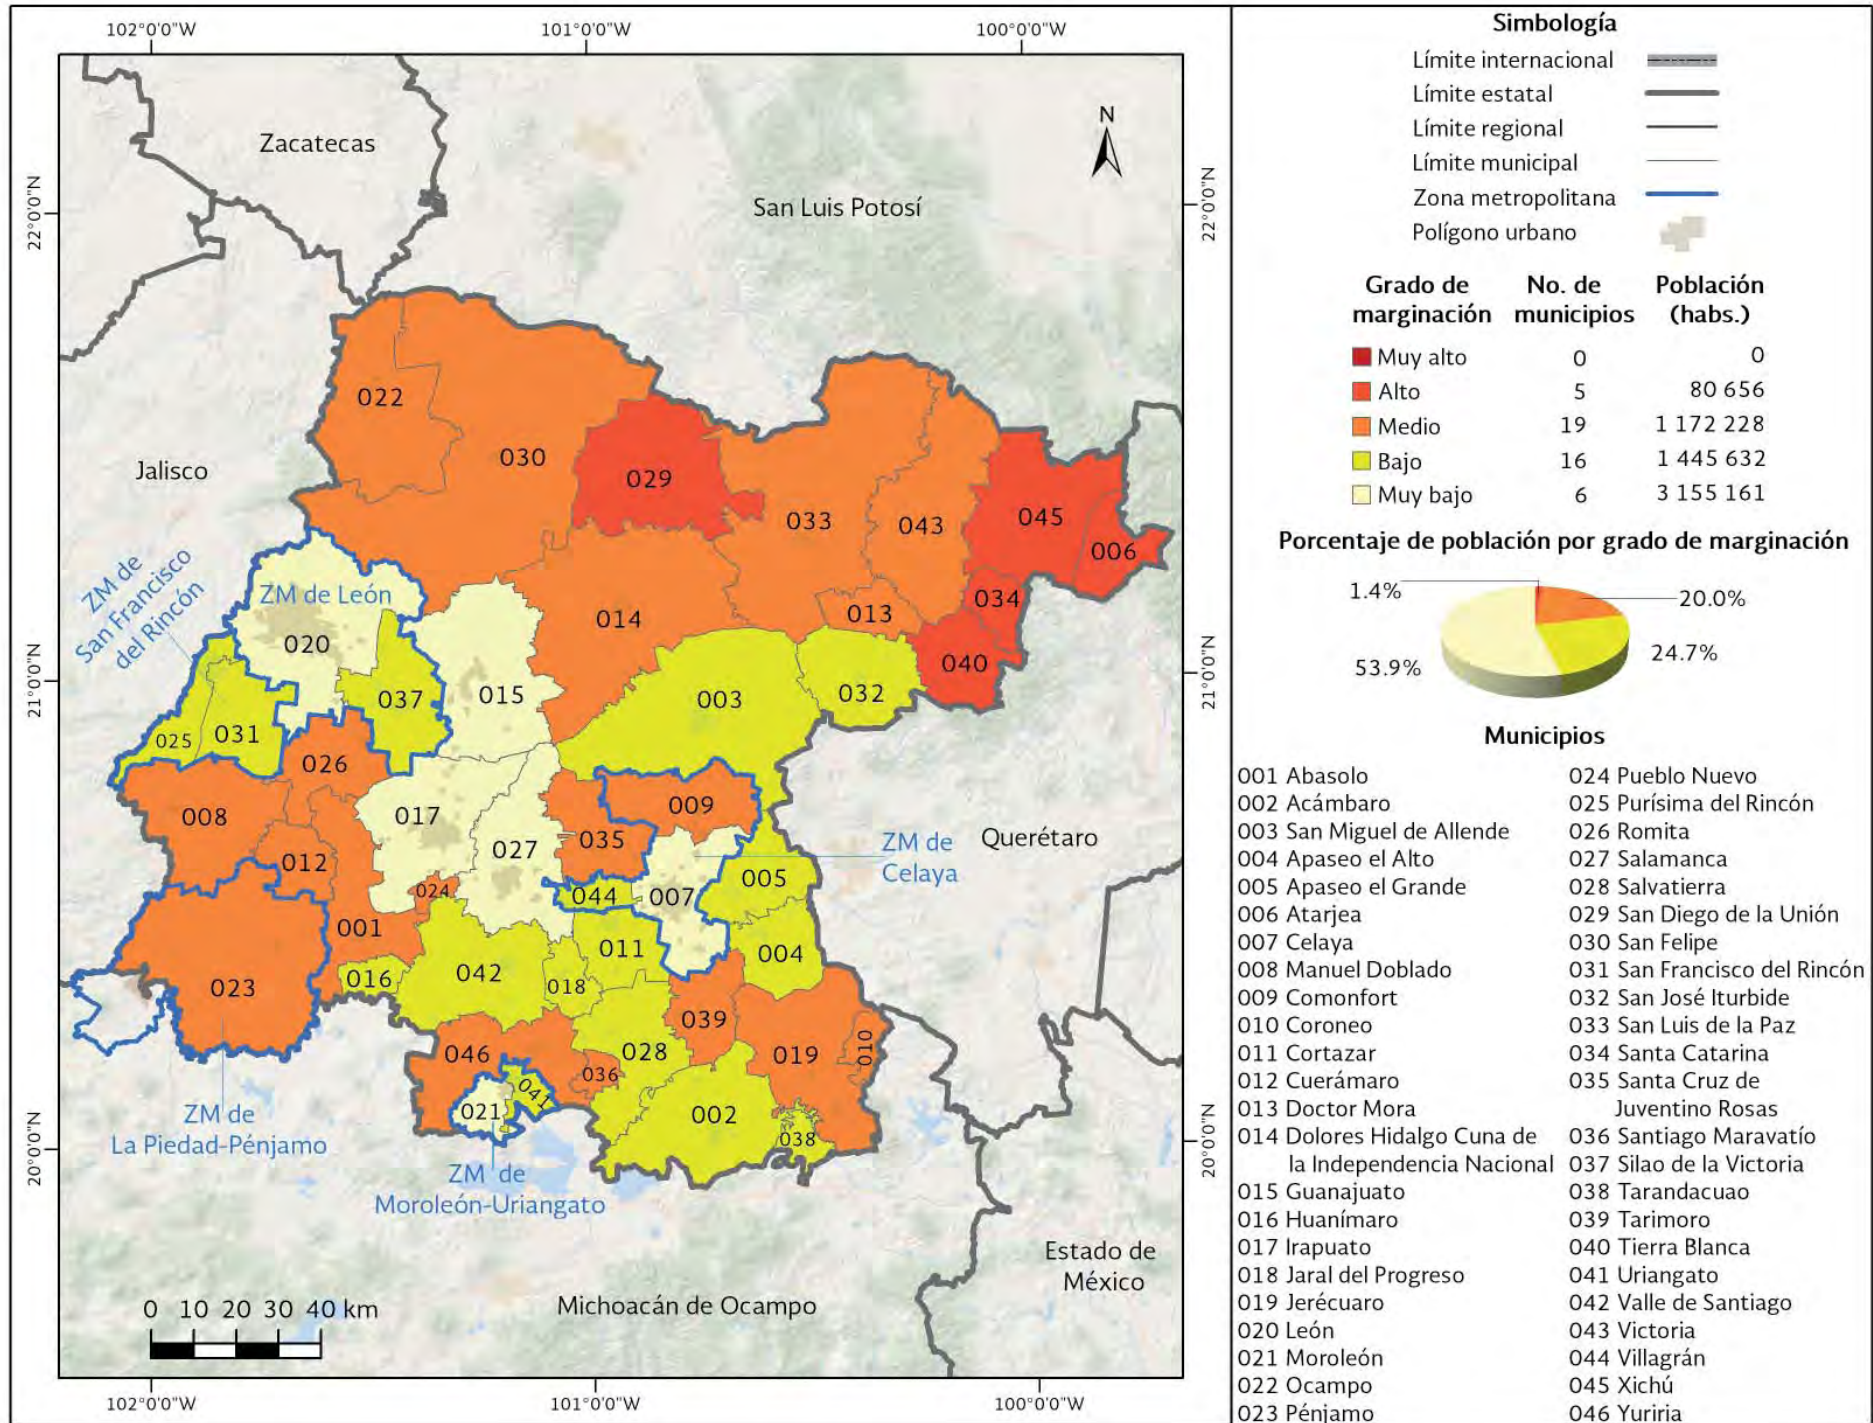 102°0'0"W
101°0'0"W
100°0'0"W
22°0'0"N
21°0'0"N
20°0'0"N
22°0'0"N
21°0'0"N
20°0'0"N
102°0'0"W
101°0'0"W
100°0'0"W
N
Zacatecas
San Luis Potosí
Jalisco
Querétaro
Michoacán de Ocampo
Estado de
México
ZM de
San Francisco
del Rincón
ZM de León
ZM de
Celaya
ZM de
La Piedad-Pénjamo
ZM de
Moroleón-Uriangato
022
030
029
033
043
045
006
034
013
014
040
020
037
015
003
032
025
031
026
008
017
009
035
027
012
024
044
007
005
001
011
004
016
042
018
023
039
046
028
019
010
036
041
021
002
038
0 10 20 30 40 km
Simbología
Límite internacional
Límite estatal
Límite regional
Límite municipal
Zona metropolitana
Polígono urbano
Grado de marginación No. de municipios Población (habs.)
Muy alto 0 0
Alto 5 80 656
Medio 19 1 172 228
Bajo 16 1 445 632
Muy bajo 6 3 155 161
Porcentaje de población por grado de marginación
1.4%
20.0%
24.7%
53.9%
Municipios
001 Abasolo
002 Acámbaro
003 San Miguel de Allende
004 Apaseo el Alto
005 Apaseo el Grande
006 Atarjea
007 Celaya
008 Manuel Doblado
009 Comonfort
010 Coroneo
011 Cortazar
012 Cuerámaro
013 Doctor Mora
014 Dolores Hidalgo Cuna de
la Independencia Nacional
015 Guanajuato
016 Huanímaro
017 Irapuato
018 Jaral del Progreso
019 Jerécuaro
020 León
021 Moroleón
022 Ocampo
023 Pénjamo
024 Pueblo Nuevo
025 Purísima del Rincón
026 Romita
027 Salamanca
028 Salvatierra
029 San Diego de la Unión
030 San Felipe
031 San Francisco del Rincón
032 San José Iturbide
033 San Luis de la Paz
034 Santa Catarina
035 Santa Cruz de
Juventino Rosas
036 Santiago Maravatío
037 Silao de la Victoria
038 Tarandacuao
039 Tarimoro
040 Tierra Blanca
041 Uriangato
042 Valle de Santiago
043 Victoria
044 Villagrán
045 Xichú
046 Yuriria